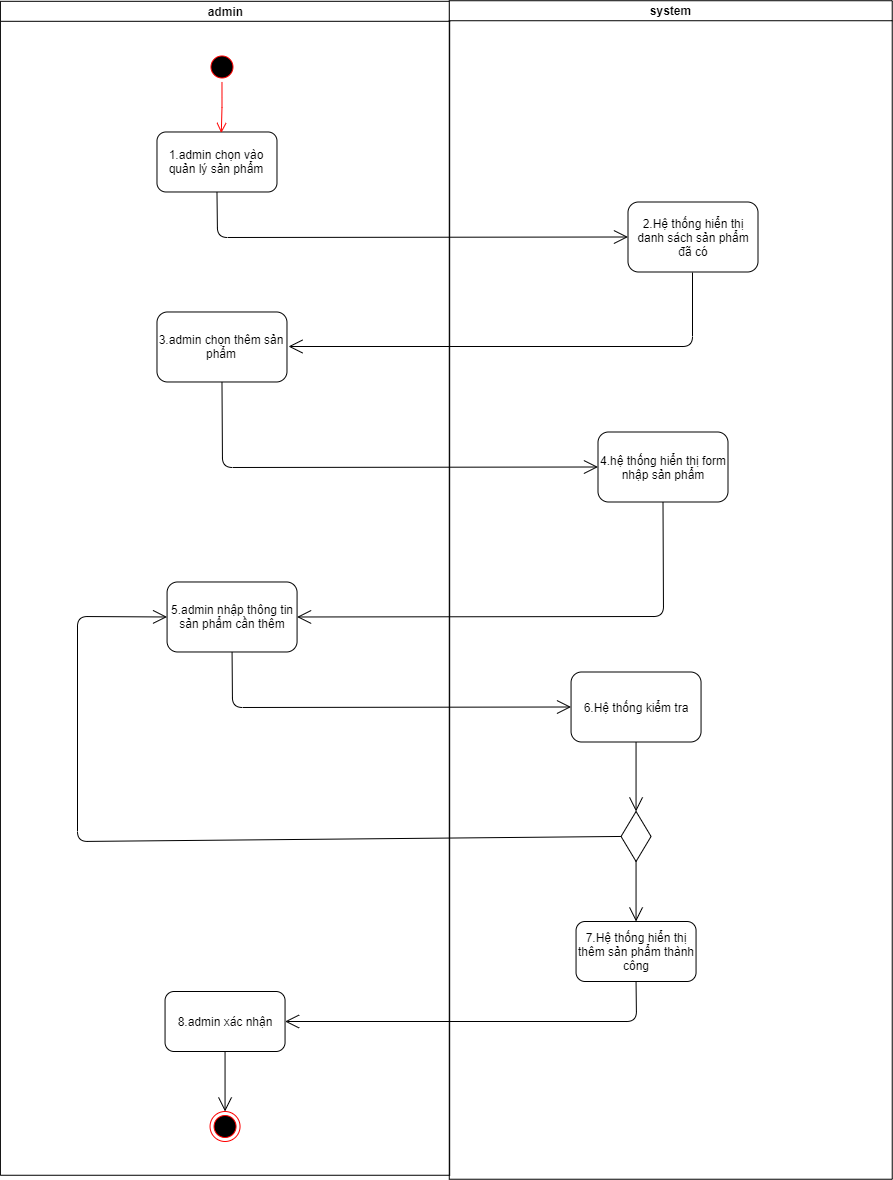 admin
system
1.admin chọn vào
quản lý sản phẩm
2.Hệ thống hiển thị
danh sách sản phẩm
đã có
3.admin chọn thêm sản
phẩm
4.hệ thống hiển thị form
nhập sản phẩm
5.admin nhập thông tin
sản phẩm cần thêm
6.Hệ thống kiểm tra
7.Hệ thống hiển thị
thêm sản phẩm thành
công
8.admin xác nhận